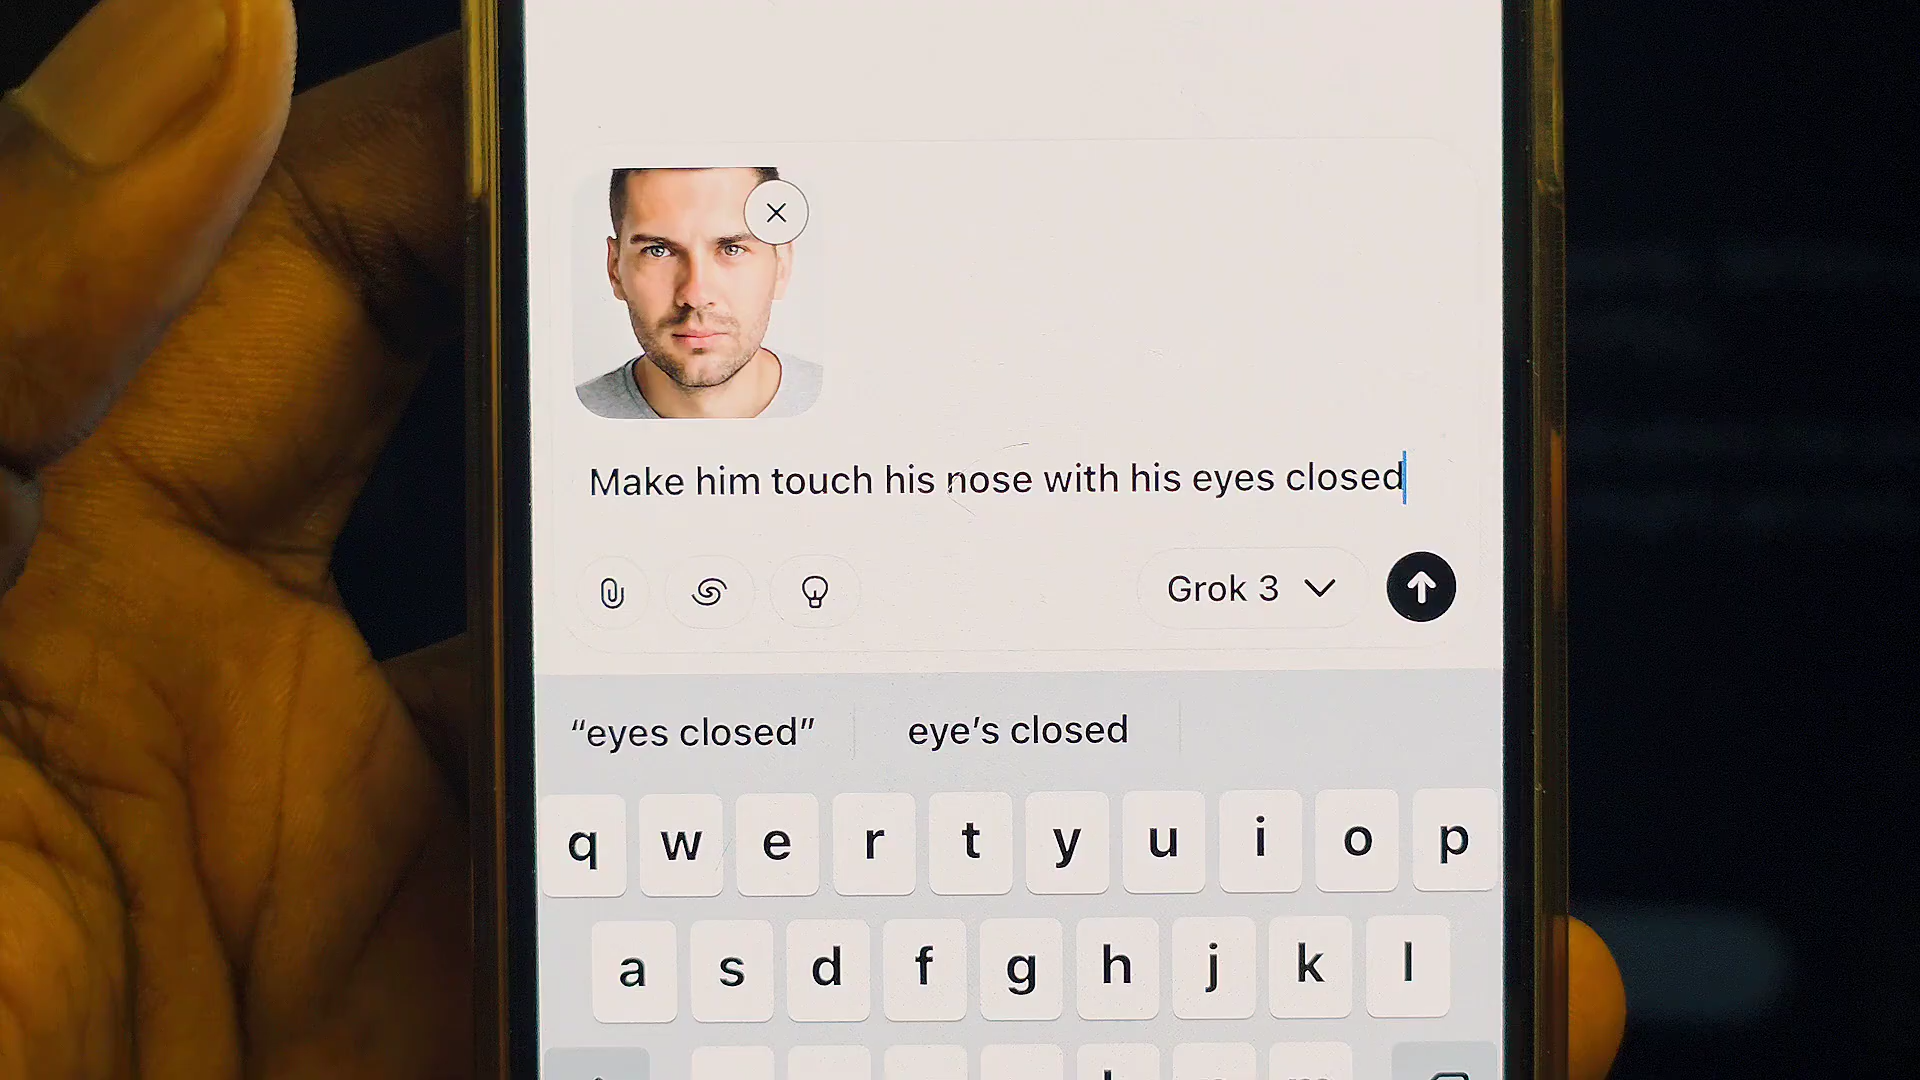 Make him touch his nose with his eyes closed
Grok 3
“eyes closed” eye’s closed
q w e r t y u i o p
a s d f g h j k l